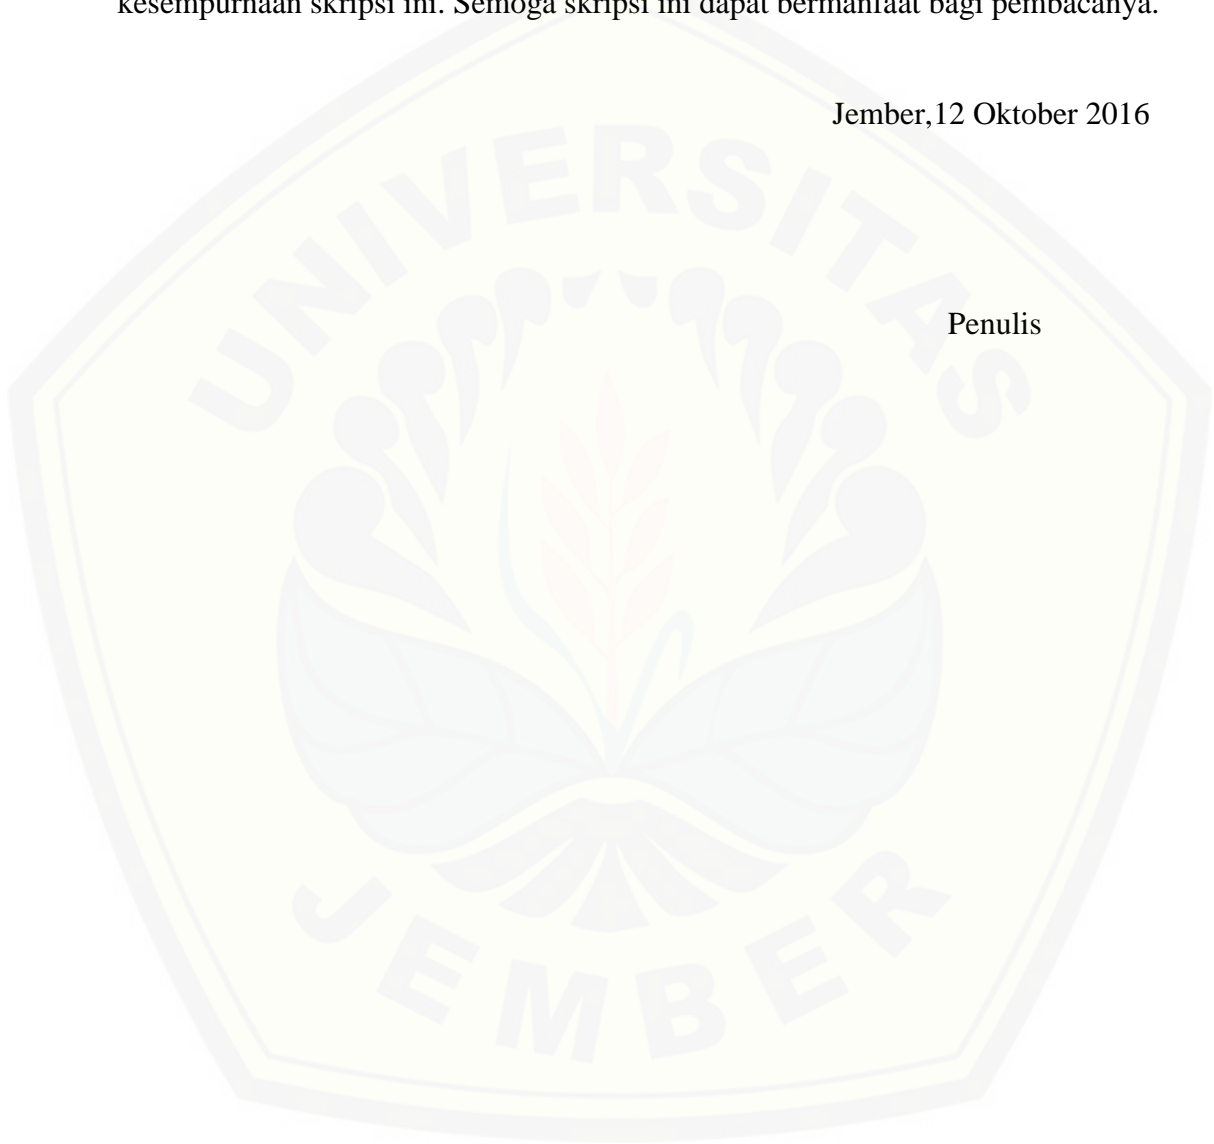 kesempurnaan skripsi ini. Semoga skripsi ini dapat bermanfaat bagi pembacanya.
Jember,12 Oktober 2016
Penulis
UNIVERSITAS
JEMBER